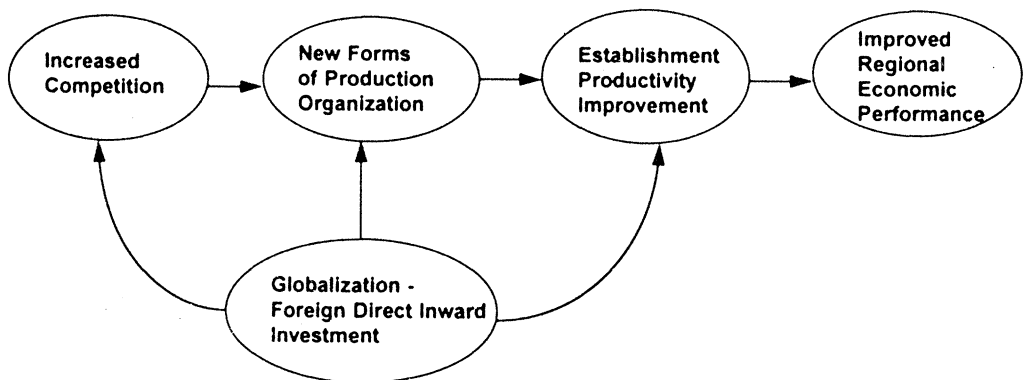 Increased
Competition
New Forms
of Production
Organization
Establishment
Productivity
Improvement
Improved
Regional
Economic
Performance
Globalization -
Foreign Direct Inward
Investment